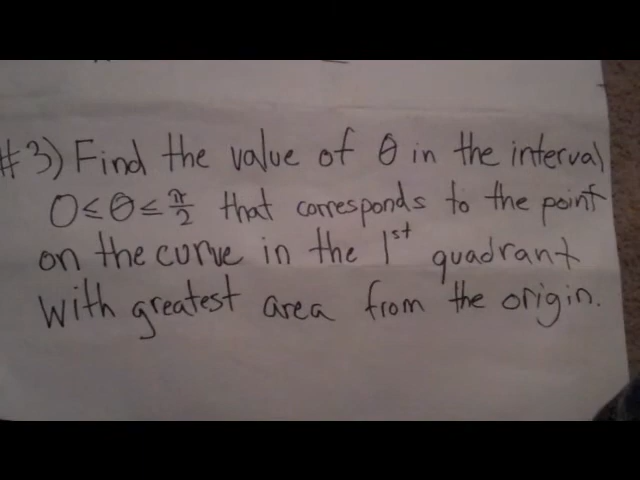 #3) Find the value of θ in the interval
0≤θ≤π/2 that corresponds to the point
on the curve in the 1st quadrant
with greatest area from the origin.